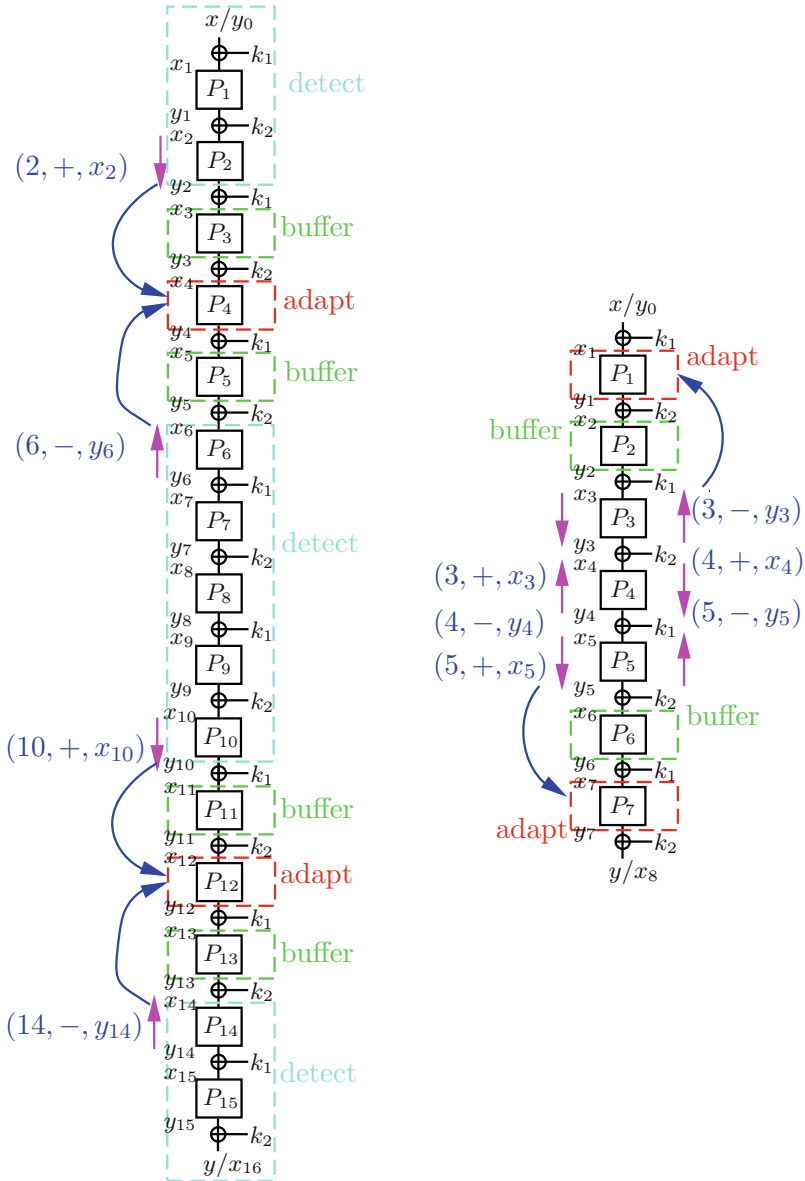 x/y₀
k₁
x₁
P₁
detect
y₁
k₂
x₂
P₂
(2, +, x₂)
y₂
k₁
x₃
P₃
buffer
y₃
k₂
x₄
P₄
adapt
y₄
k₁
x₅
P₅
buffer
y₅
k₂
x₆
P₆
(6, −, y₆)
y₆
k₁
x₇
P₇
detect
y₇
k₂
x₈
P₈
y₈
k₁
x₉
P₉
y₉
k₂
x₁₀
P₁₀
(10, +, x₁₀)
y₁₀
k₁
x₁₁
P₁₁
buffer
y₁₁
k₂
x₁₂
P₁₂
adapt
y₁₂
k₁
x₁₃
P₁₃
buffer
y₁₃
k₂
x₁₄
P₁₄
(14, −, y₁₄)
y₁₄
k₁
x₁₅
P₁₅
detect
y₁₅
k₂
y/x₁₆
x/y₀
k₁
x₁
P₁
adapt
y₁
k₂
x₂
P₂
buffer
y₂
k₁
x₃
P₃
(3, −, y₃)
y₃
k₂
x₄
P₄
(3, +, x₃)
(4, +, x₄)
y₄
k₁
(4, −, y₄)
(5, −, y₅)
x₅
P₅
(5, +, x₅)
y₅
k₂
x₆
P₆
buffer
y₆
k₁
x₇
P₇
adapt
y₇
k₂
y/x₈